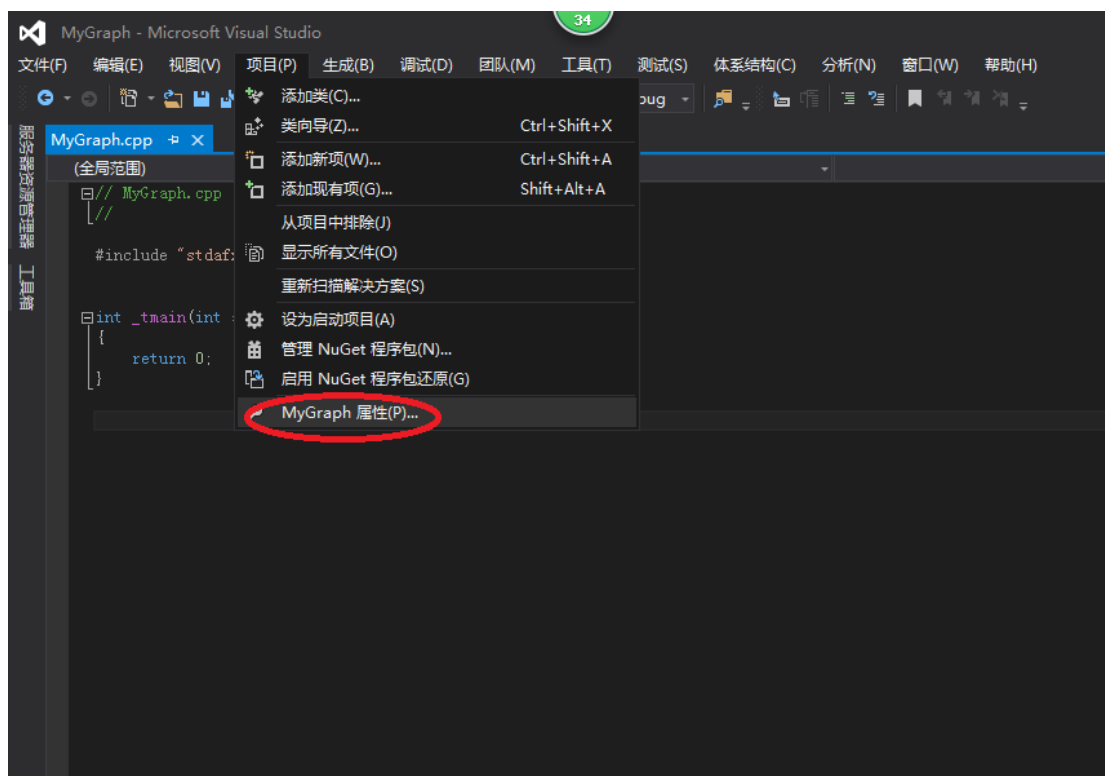 34
MyGraph - Microsoft Visual Studio
文件(F) 编辑(E) 视图(V) 项目(P) 生成(B) 调试(D) 团队(M) 工具(T) 测试(S) 体系结构(C) 分析(N) 窗口(W) 帮助(H)
添加类(C)...
类向导(Z)... Ctrl+Shift+X
添加新项(W)... Ctrl+Shift+A
添加现有项(G)... Shift+Alt+A
从项目中排除(J)
显示所有文件(O)
重新扫描解决方案(S)
设为启动项目(A)
管理 NuGet 程序包(N)...
启用 NuGet 程序包还原(G)
MyGraph 属性(P)...
bug
服务器资源管理器
工具箱
MyGraph.cpp
(全局范围)
// MyGraph.cpp
//
#include "stdaf
int _tmain(int
{
return 0;
}